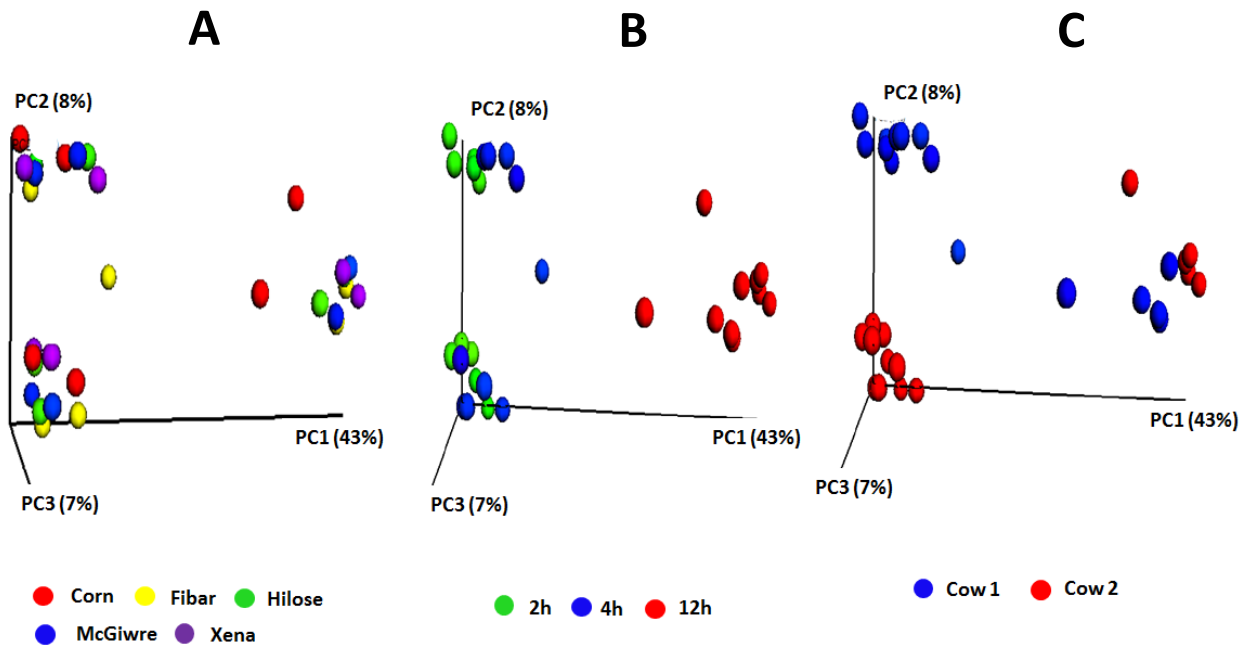 A
B
C
PC2 (8%)
PC1 (43%)
PC3 (7%)
PC2 (8%)
PC1 (43%)
PC3 (7%)
PC2 (8%)
PC1 (43%)
PC3 (7%)
Corn Fibar Hilose
McGiwre Xena
2h 4h 12h
Cow 1 Cow 2